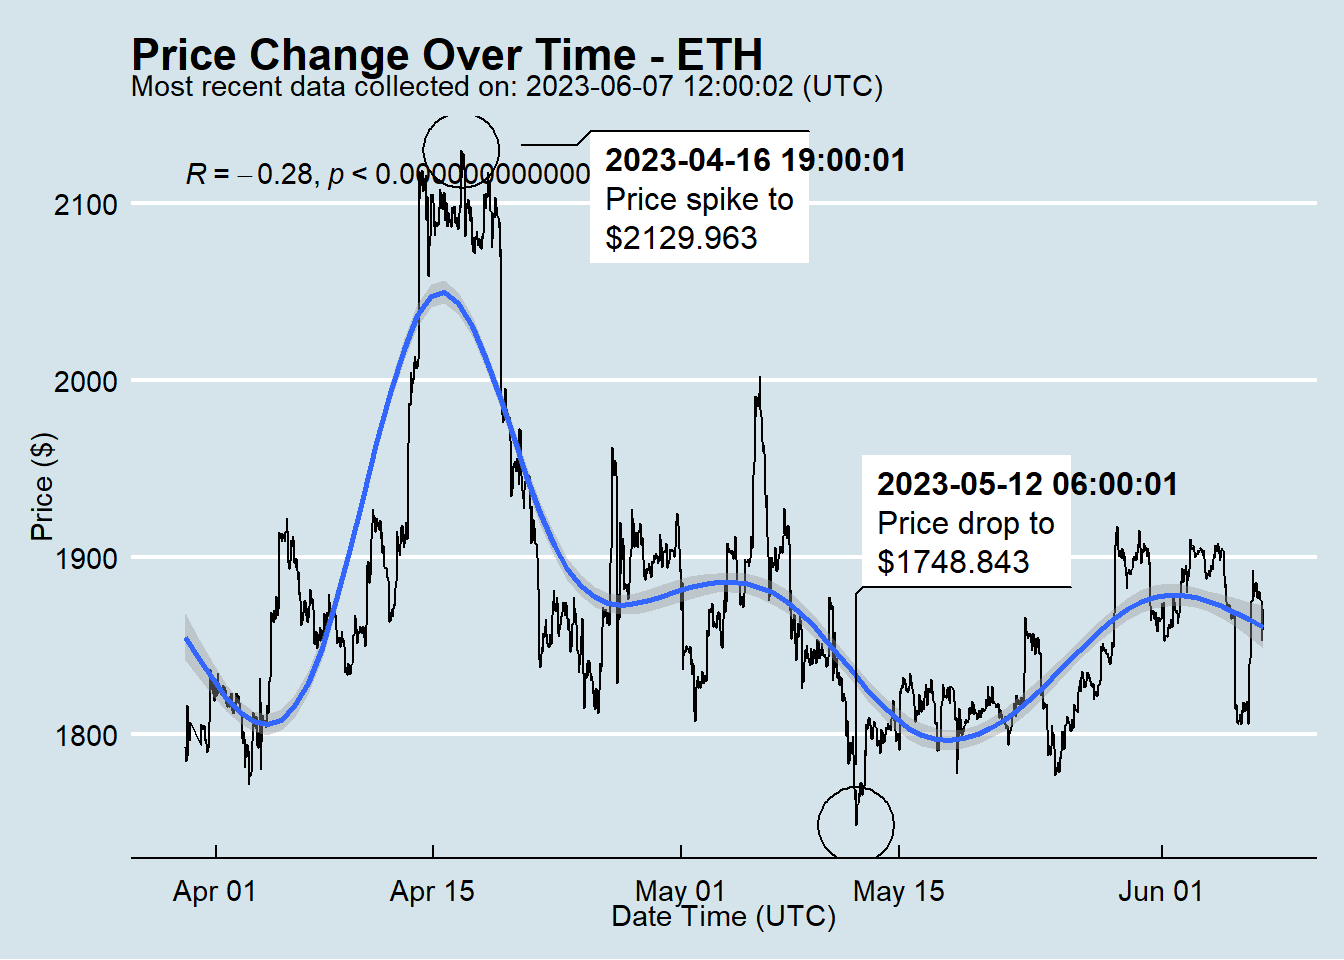 Price Change Over Time - ETH
Most recent data collected on: 2023-06-07 12:00:02 (UTC)
R = −0.28, p < 0.000000000000
2023-04-16 19:00:01
Price spike to
$2129.963
2023-05-12 06:00:01
Price drop to
$1748.843
Price ($)
2100
2000
1900
1800
Apr 01
Apr 15
May 01
May 15
Jun 01
Date Time (UTC)